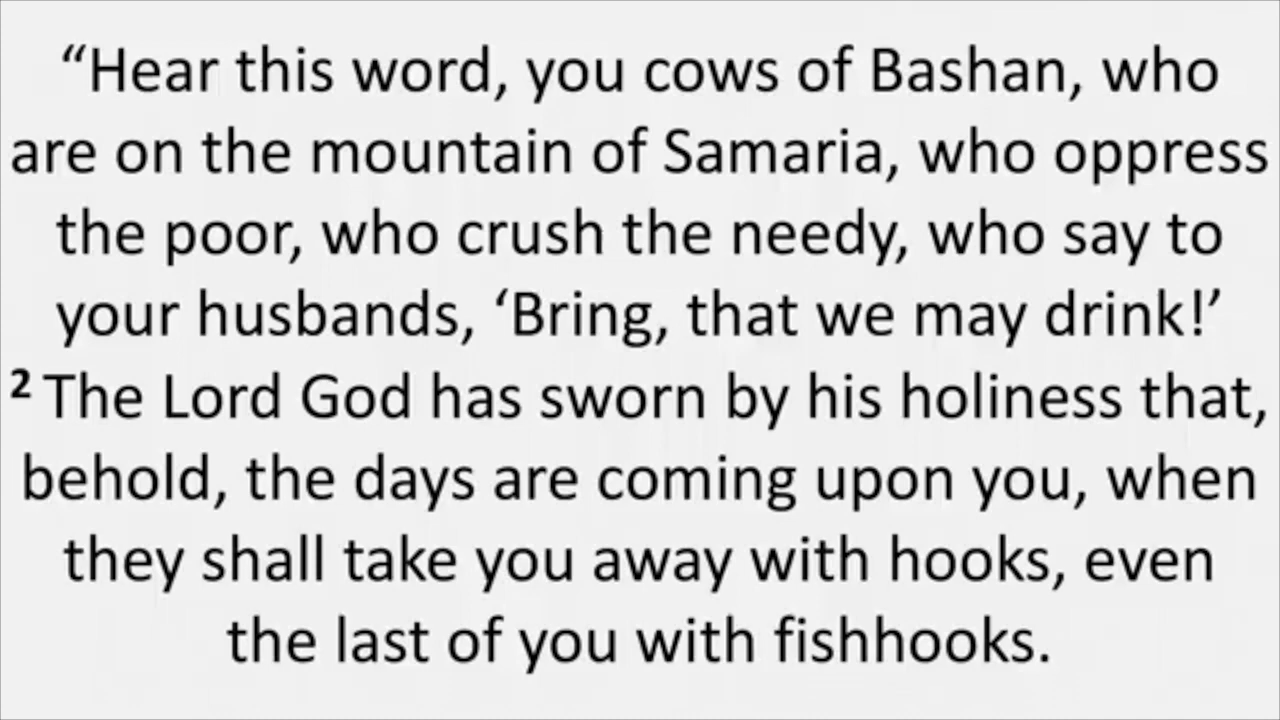 “Hear this word, you cows of Bashan, who
are on the mountain of Samaria, who oppress
the poor, who crush the needy, who say to
your husbands, ‘Bring, that we may drink!’
2 The Lord God has sworn by his holiness that,
behold, the days are coming upon you, when
they shall take you away with hooks, even
the last of you with fishhooks.